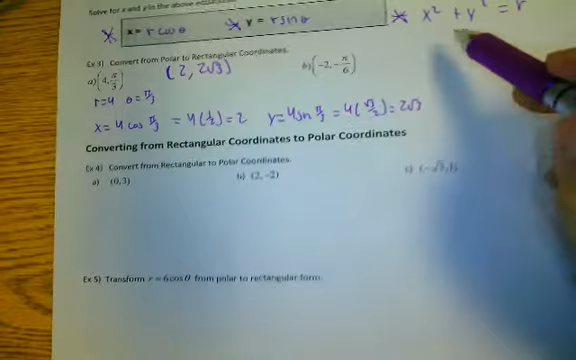 Solve for x and y in the above
* x = r cos θ * y = r sin θ * x² + y² = r
Ex 3) Convert from Polar to Rectangular Coordinates.
a) (4, π/3) (2, 2√3) b) (-2, -π/6)
r=4 θ=π/3
x = 4 cos π/3 = 4(1/2) = 2 y = 4 sin π/3 = 4(√3/2) = 2√3
Converting from Rectangular Coordinates to Polar Coordinates
Ex 4) Convert from Rectangular to Polar Coordinates.
a) (0,3) b) (2,-2) c) (-√3,1)
Ex 5) Transform r = 6cosθ from polar to rectangular form.